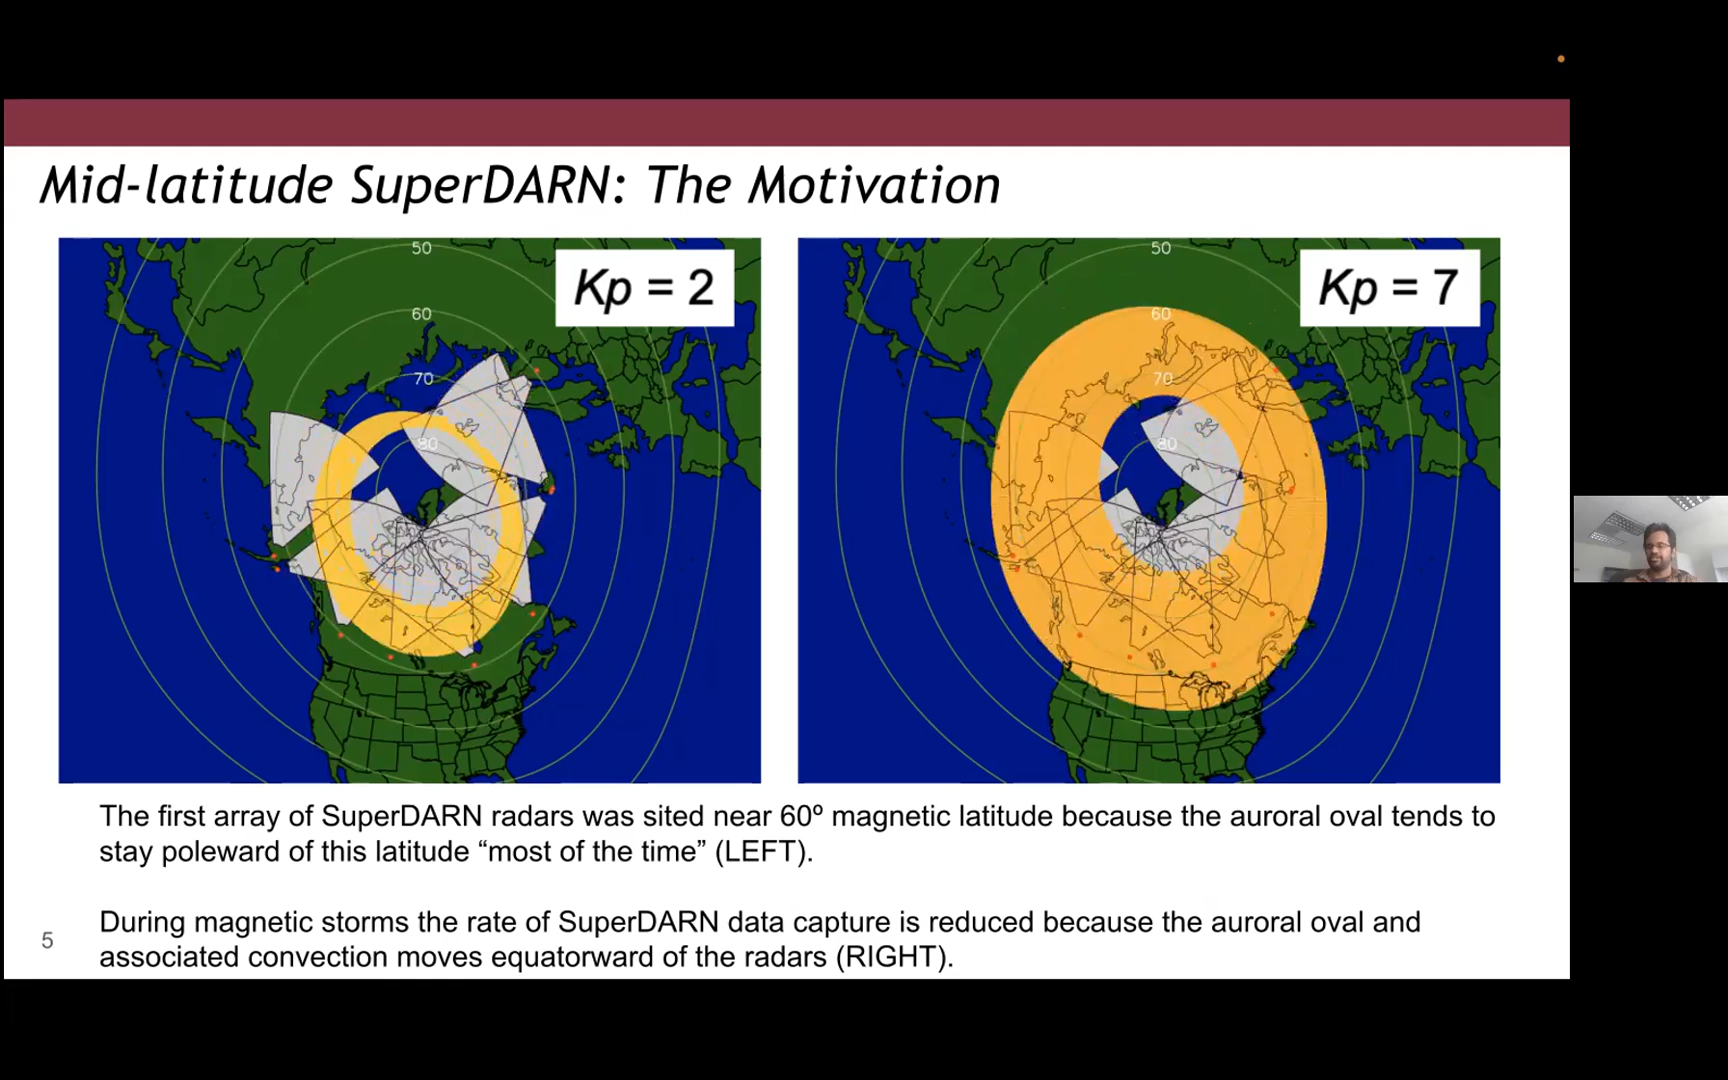 Mid-latitude SuperDARN: The Motivation
50
60
70
80
Kp = 2
50
60
70
80
Kp = 7
The first array of SuperDARN radars was sited near 60º magnetic latitude because the auroral oval tends to
stay poleward of this latitude “most of the time” (LEFT).
During magnetic storms the rate of SuperDARN data capture is reduced because the auroral oval and
associated convection moves equatorward of the radars (RIGHT).
5